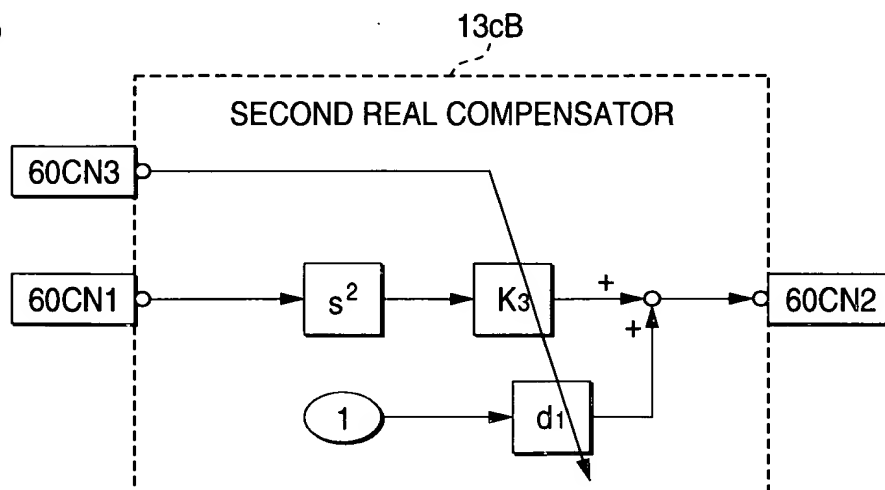 13cB
SECOND REAL COMPENSATOR
60CN3
60CN1
s²
K₃
+
60CN2
+
1
d₁